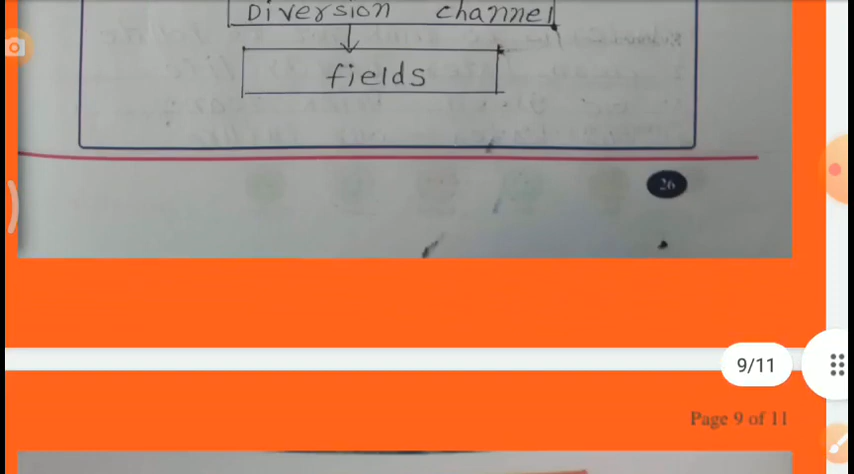 Diversion channel
fields
26
9/11
Page 9 of 11